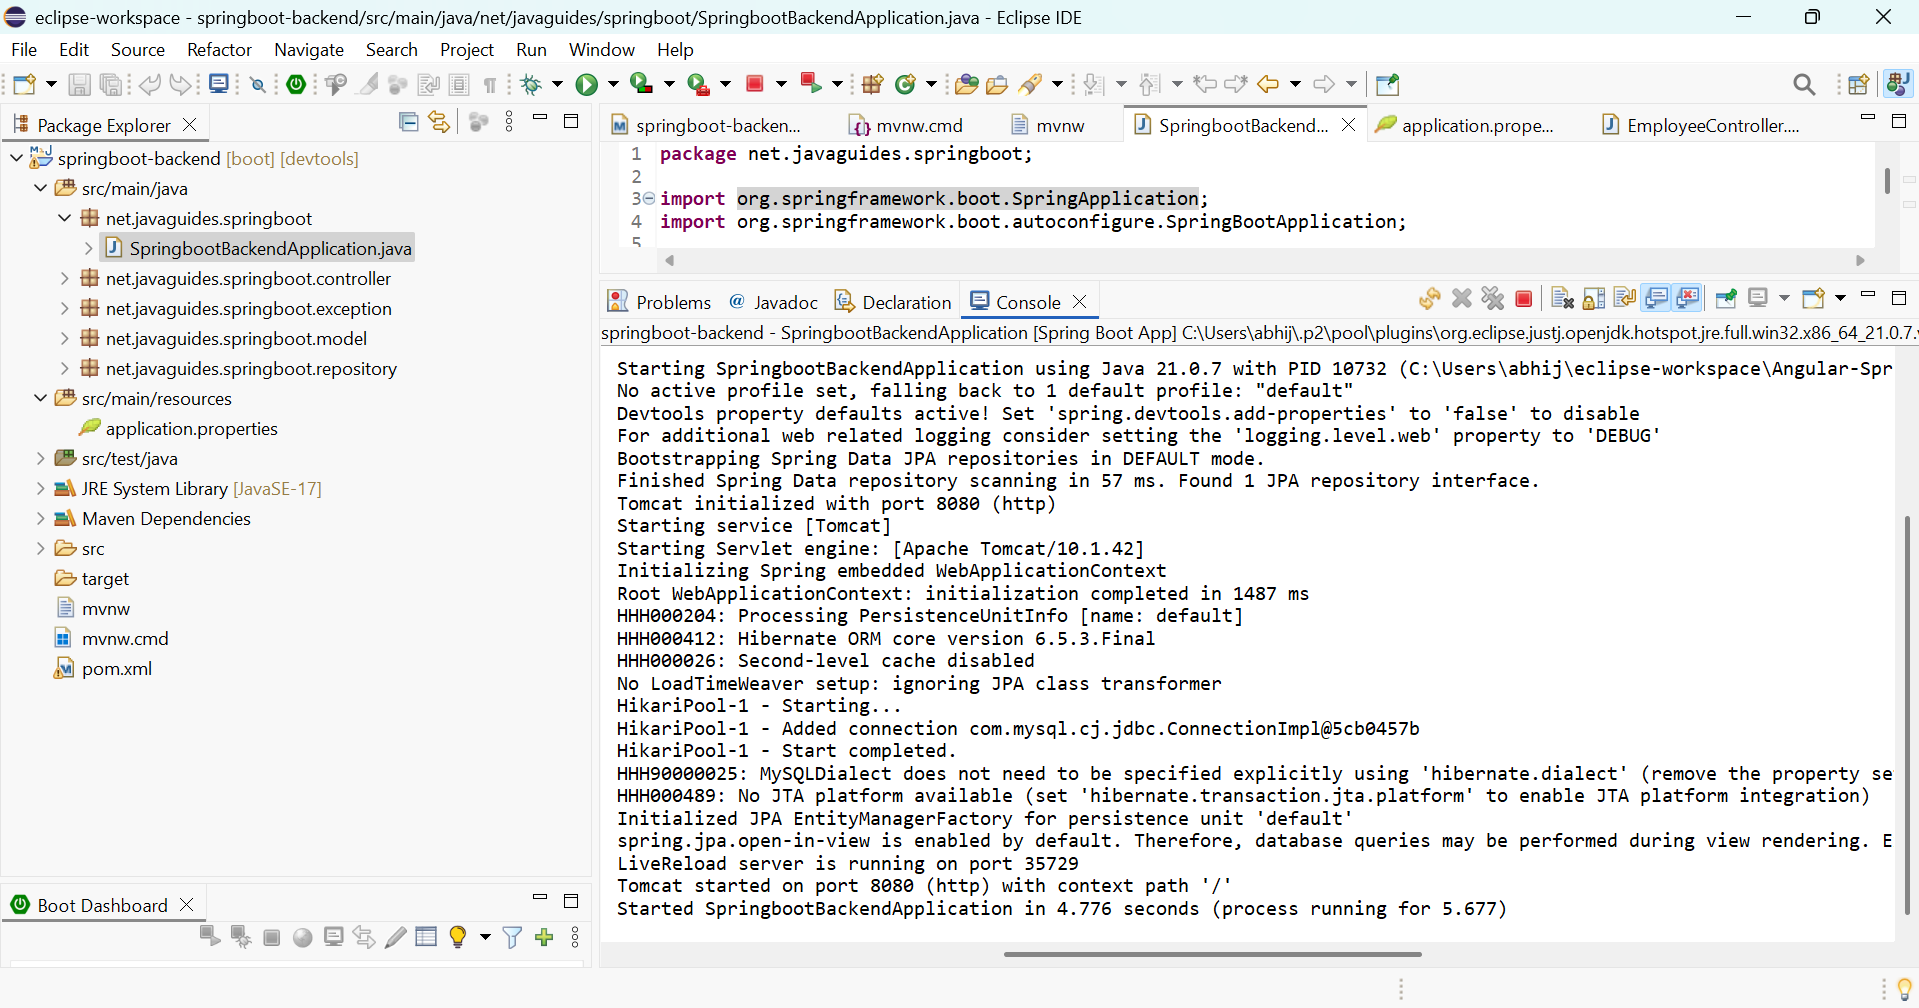 eclipse-workspace - springboot-backend/src/main/java/net/javaguides/springboot/SpringbootBackendApplication.java - Eclipse IDE
File Edit Source Refactor Navigate Search Project Run Window Help
Package Explorer
springboot-backend [boot] [devtools]
src/main/java
net.javaguides.springboot
SpringbootBackendApplication.java
net.javaguides.springboot.controller
net.javaguides.springboot.exception
net.javaguides.springboot.model
net.javaguides.springboot.repository
src/main/resources
application.properties
src/test/java
JRE System Library [JavaSE-17]
Maven Dependencies
src
target
mvnw
mvnw.cmd
pom.xml
Boot Dashboard
springboot-backen... mvnw.cmd mvnw SpringbootBackend... application.prope... EmployeeController....
1 package net.javaguides.springboot;
2
3 import org.springframework.boot.SpringApplication;
4 import org.springframework.boot.autoconfigure.SpringBootApplication;
5
Problems @ Javadoc Declaration Console
springboot-backend - SpringbootBackendApplication [Spring Boot App] C:\Users\abhij\.p2\pool\plugins\org.eclipse.justj.openjdk.hotspot.jre.full.win32.x86_64_21.0.7.
Starting SpringbootBackendApplication using Java 21.0.7 with PID 10732 (C:\Users\abhij\eclipse-workspace\Angular-Spr
No active profile set, falling back to 1 default profile: "default"
Devtools property defaults active! Set 'spring.devtools.add-properties' to 'false' to disable
For additional web related logging consider setting the 'logging.level.web' property to 'DEBUG'
Bootstrapping Spring Data JPA repositories in DEFAULT mode.
Finished Spring Data repository scanning in 57 ms. Found 1 JPA repository interface.
Tomcat initialized with port 8080 (http)
Starting service [Tomcat]
Starting Servlet engine: [Apache Tomcat/10.1.42]
Initializing Spring embedded WebApplicationContext
Root WebApplicationContext: initialization completed in 1487 ms
HHH000204: Processing PersistenceUnitInfo [name: default]
HHH000412: Hibernate ORM core version 6.5.3.Final
HHH000026: Second-level cache disabled
No LoadTimeWeaver setup: ignoring JPA class transformer
HikariPool-1 - Starting...
HikariPool-1 - Added connection com.mysql.cj.jdbc.ConnectionImpl@5cb0457b
HikariPool-1 - Start completed.
HHH90000025: MySQLDialect does not need to be specified explicitly using 'hibernate.dialect' (remove the property se
HHH000489: No JTA platform available (set 'hibernate.transaction.jta.platform' to enable JTA platform integration)
Initialized JPA EntityManagerFactory for persistence unit 'default'
spring.jpa.open-in-view is enabled by default. Therefore, database queries may be performed during view rendering. E
LiveReload server is running on port 35729
Tomcat started on port 8080 (http) with context path '/'
Started SpringbootBackendApplication in 4.776 seconds (process running for 5.677)